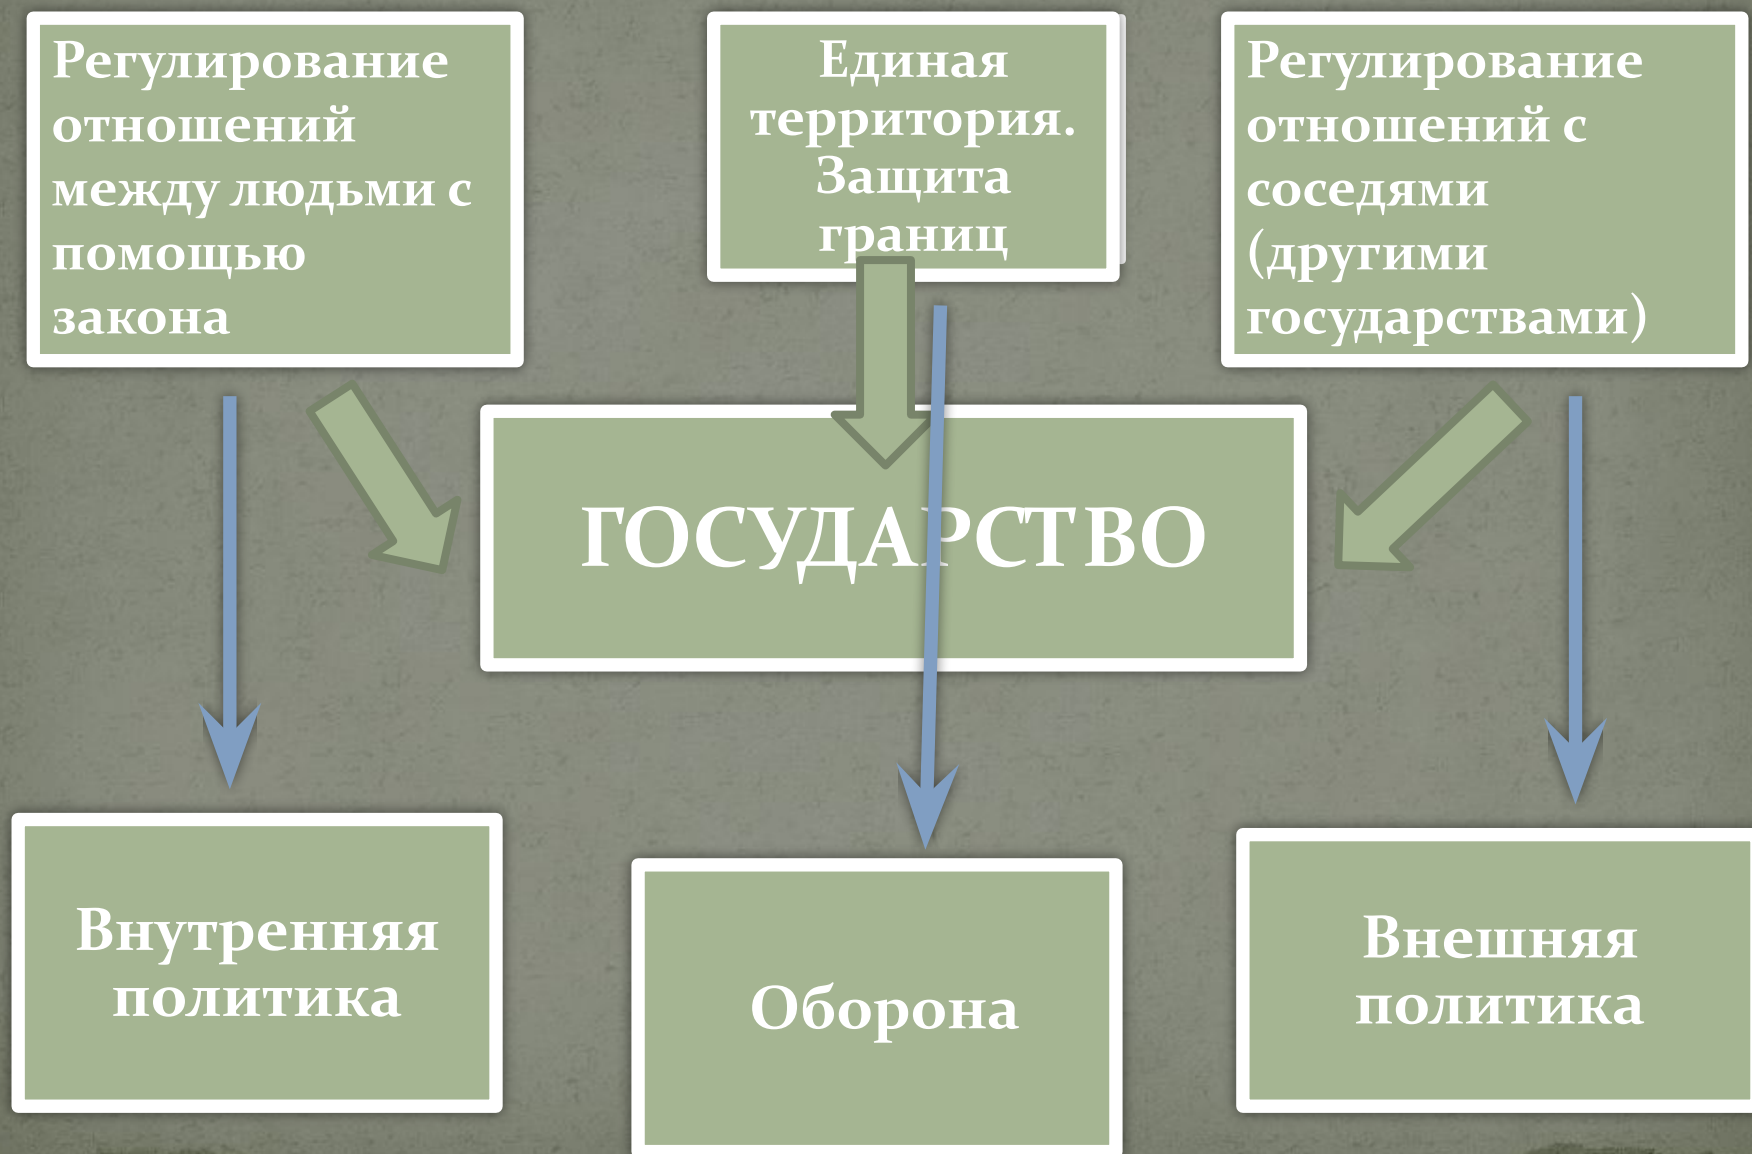 Регулирование
отношений
между людьми с
помощью
закона
Единая
территория.
Защита
границ
Регулирование
отношений с
соседями
(другими
государствами)
ГОСУДАРСТВО
Внутренняя
политика
Оборона
Внешняя
политика